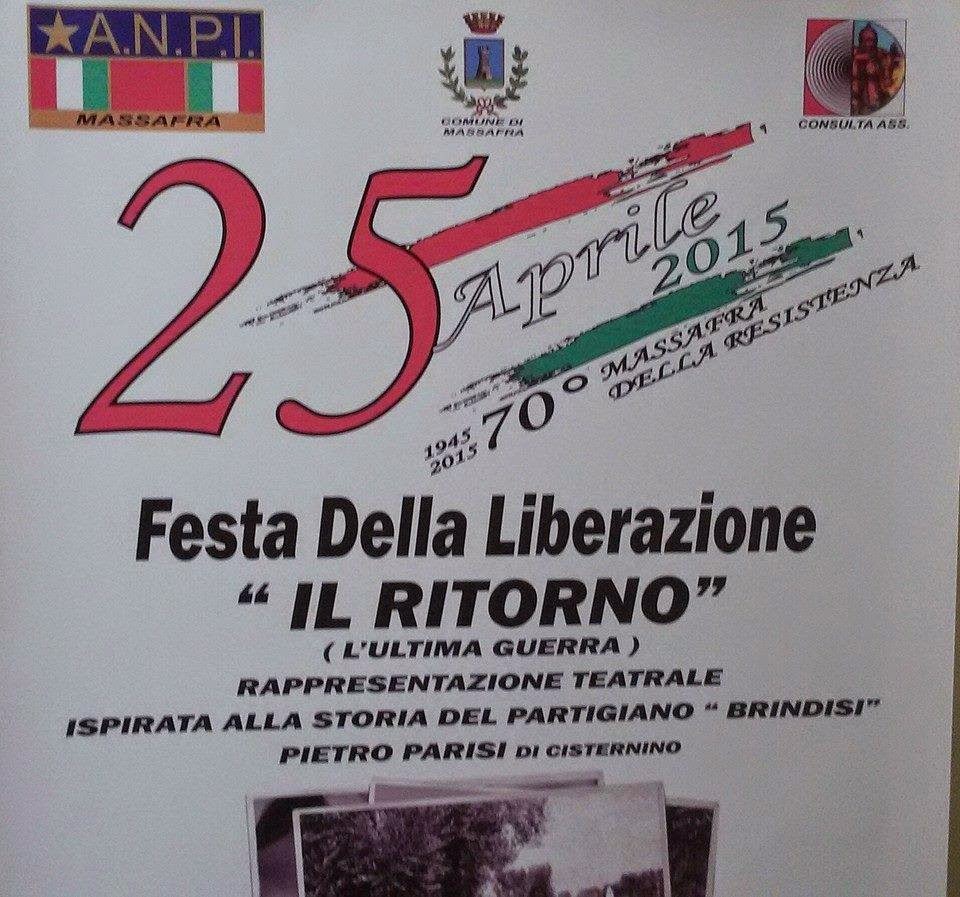 A.N.P.I.
MASSAFRA
COMUNE DI
MASSAFRA
CONSULTA ASS.
25 Aprile
2015
1945
2015
70° MASSAFRA
DELLA RESISTENZA
Festa Della Liberazione
“ IL RITORNO”
( L'ULTIMA GUERRA )
RAPPRESENTAZIONE TEATRALE
ISPIRATA ALLA STORIA DEL PARTIGIANO “ BRINDISI”
PIETRO PARISI DI CISTERNINO